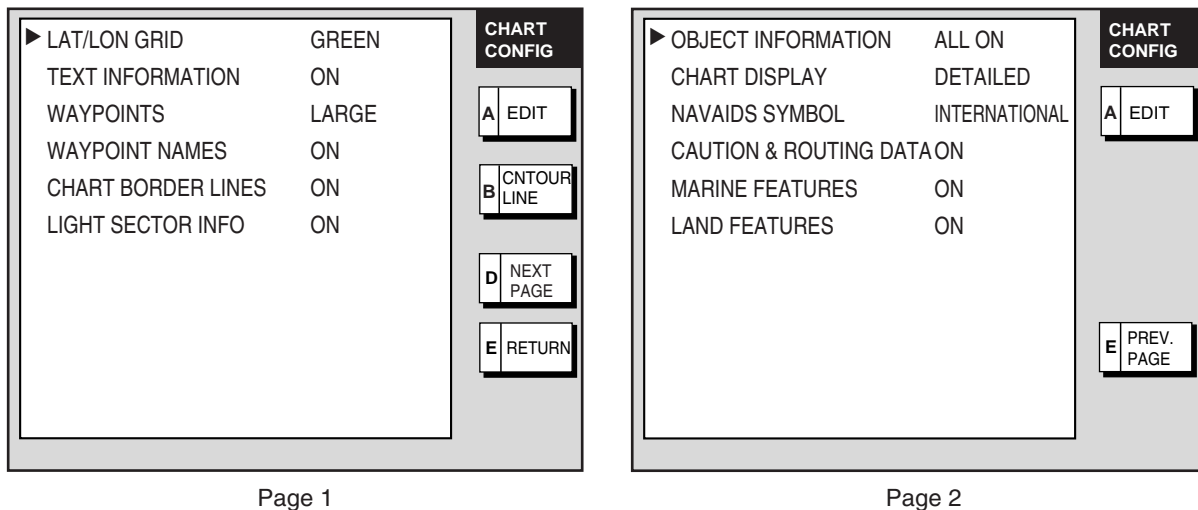 LAT/LON GRID GREEN
TEXT INFORMATION ON
WAYPOINTS LARGE
WAYPOINT NAMES ON
CHART BORDER LINES ON
LIGHT SECTOR INFO ON
CHART
CONFIG
A EDIT
B CNTOUR
LINE
D NEXT
PAGE
E RETURN
Page 1
OBJECT INFORMATION ALL ON
CHART DISPLAY DETAILED
NAVAIDS SYMBOL INTERNATIONAL
CAUTION & ROUTING DATA ON
MARINE FEATURES ON
LAND FEATURES ON
CHART
CONFIG
A EDIT
E PREV.
PAGE
Page 2